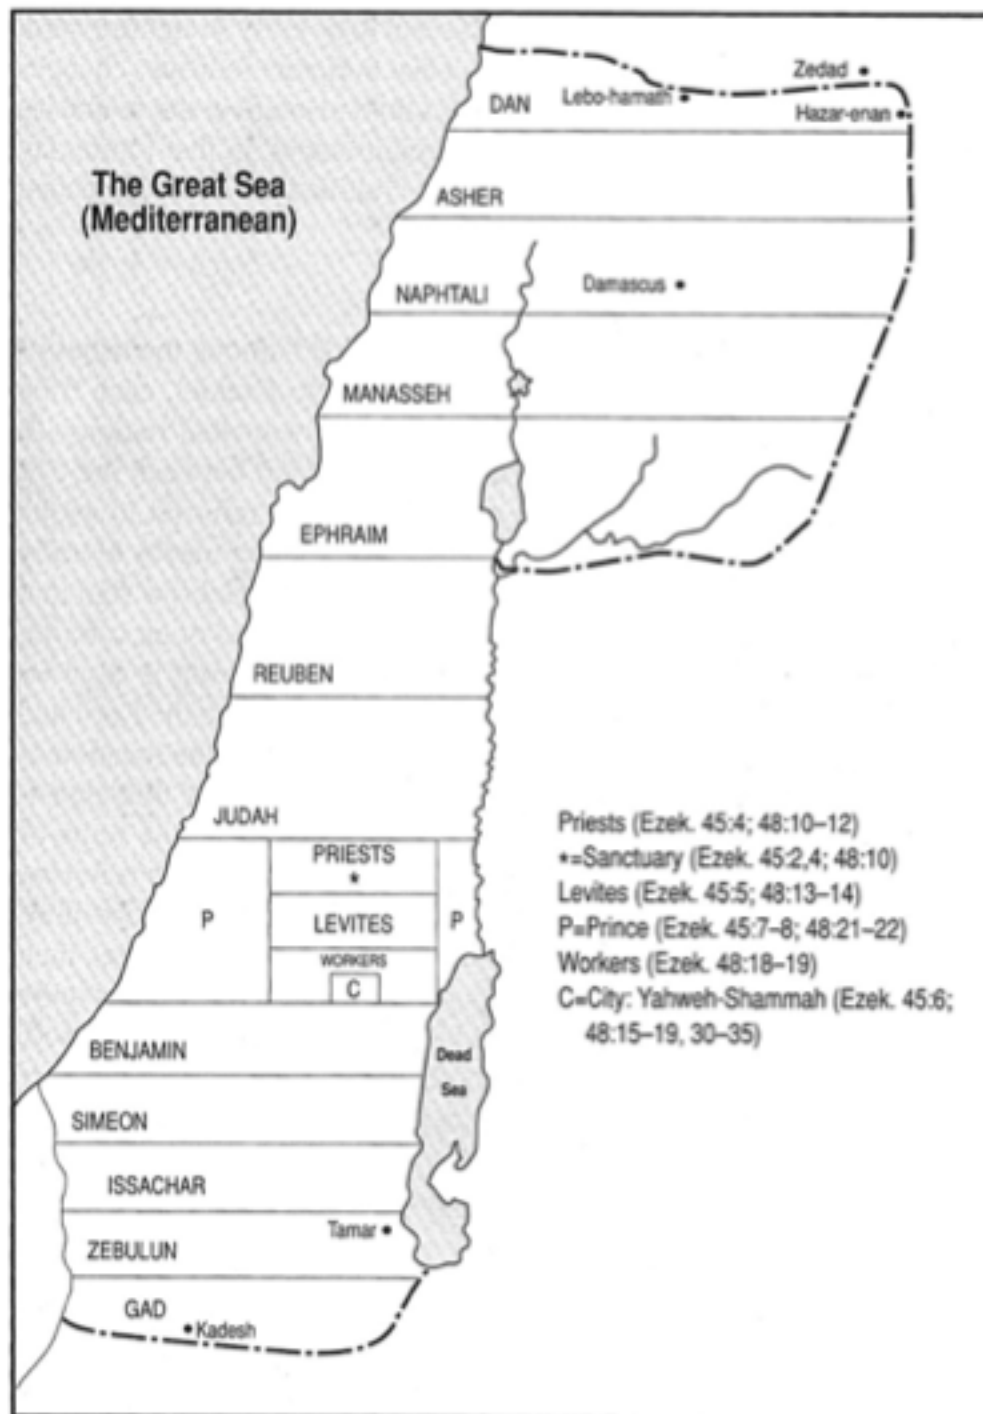 Zedad
DAN
Lebo-hamath
Hazar-enan
The Great Sea
(Mediterranean)
ASHER
NAPHTALI
Damascus
MANASSEH
EPHRAIM
REUBEN
JUDAH
PRIESTS
*
P
LEVITES
P
WORKERS
C
Priests (Ezek. 45:4; 48:10–12)
*=Sanctuary (Ezek. 45:2,4; 48:10)
Levites (Ezek. 45:5; 48:13–14)
P=Prince (Ezek. 45:7–8; 48:21–22)
Workers (Ezek. 48:18–19)
C=City: Yahweh-Shammah (Ezek. 45:6;
48:15–19, 30–35)
BENJAMIN
Dead
Sea
SIMEON
ISSACHAR
Tamar
ZEBULUN
GAD
Kadesh